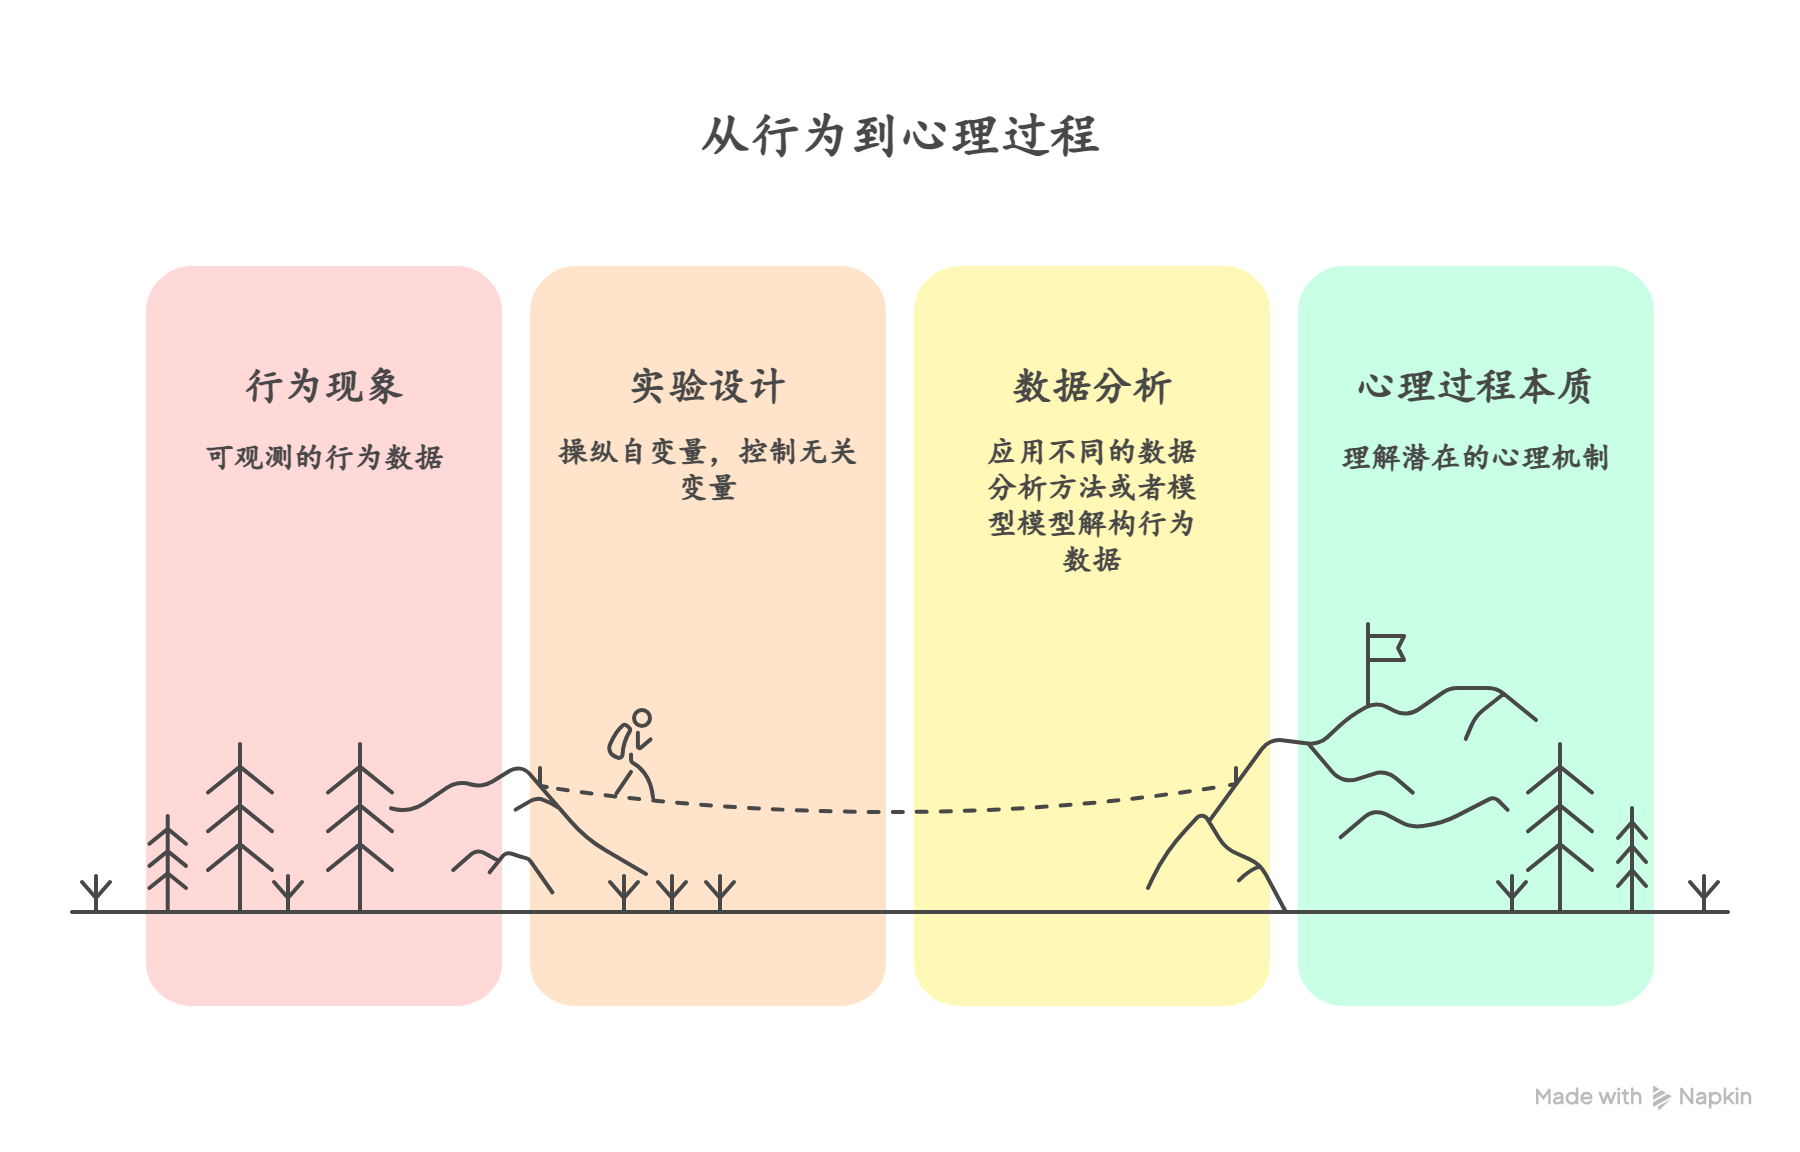 从行为到心理过程
行为现象
可观测的行为数据
实验设计
操纵自变量，控制无关
变量
数据分析
应用不同的数据
分析方法或者模
型模型解构行为
数据
心理过程本质
理解潜在的心理机制
Made with Napkin